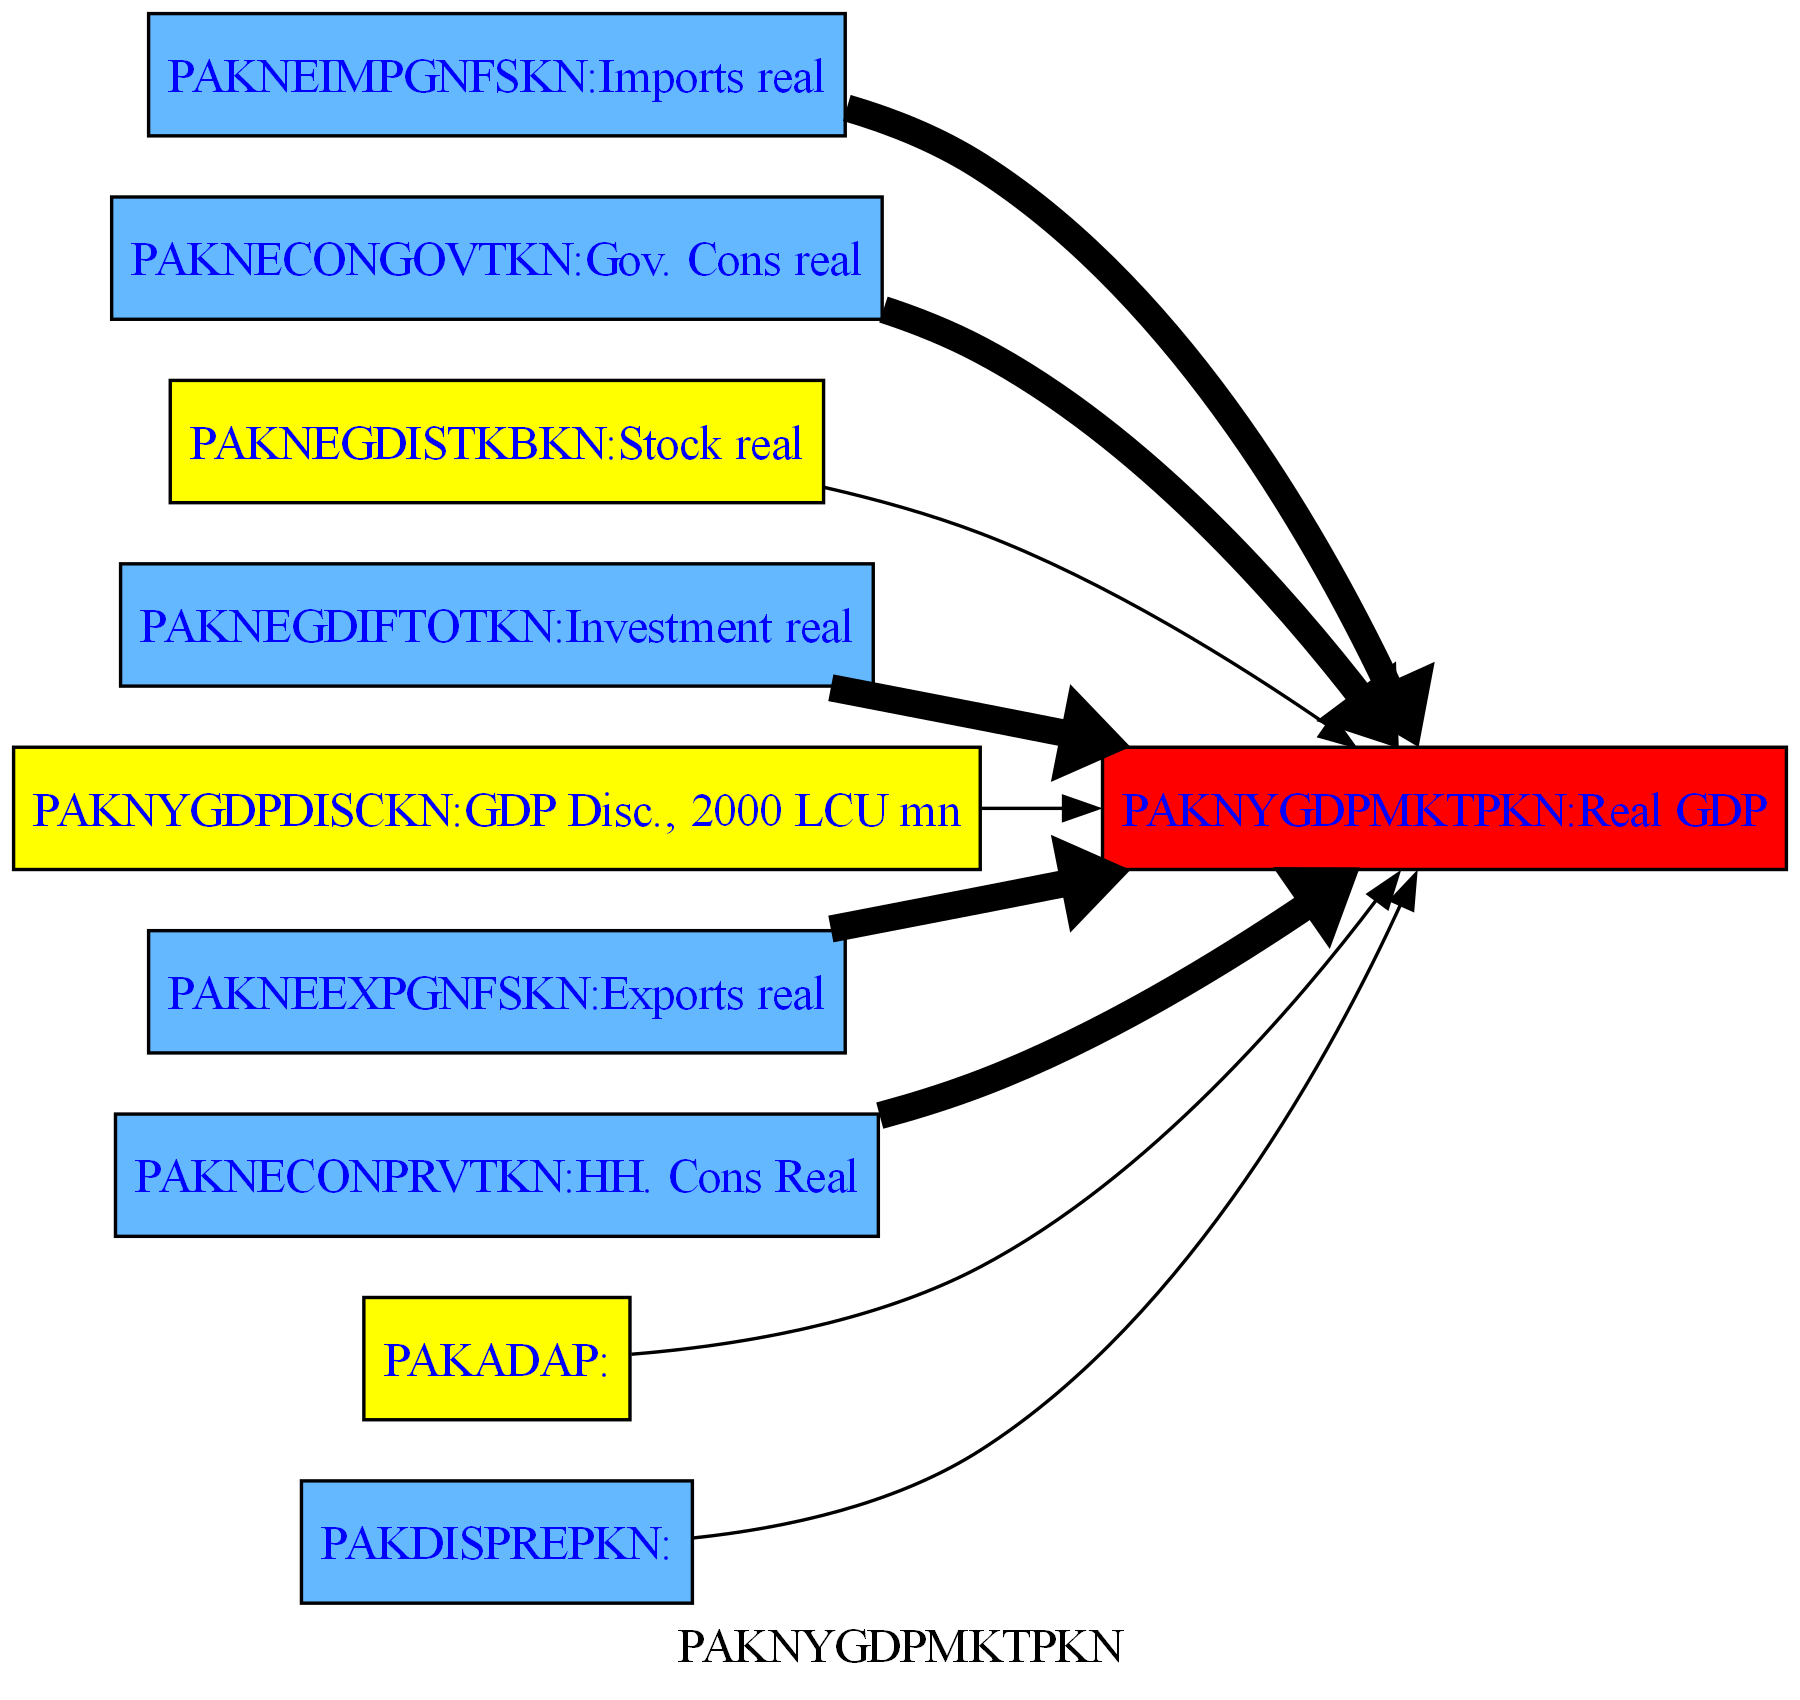 PAKNEIMPGNFSKN:Imports real
PAKNECONGOVTKN:Gov. Cons real
PAKNEGDISTKBKN:Stock real
PAKNEGDIFTOTKN:Investment real
PAKNYGDPDISCKN:GDP Disc., 2000 LCU mn
PAKNYGDPMKTPKN:Real GDP
PAKNEEXPGNFSKN:Exports real
PAKNECONPRVTKN:HH. Cons Real
PAKADAP:
PAKDISPREPKN:
PAKNYGDPMKTPKN